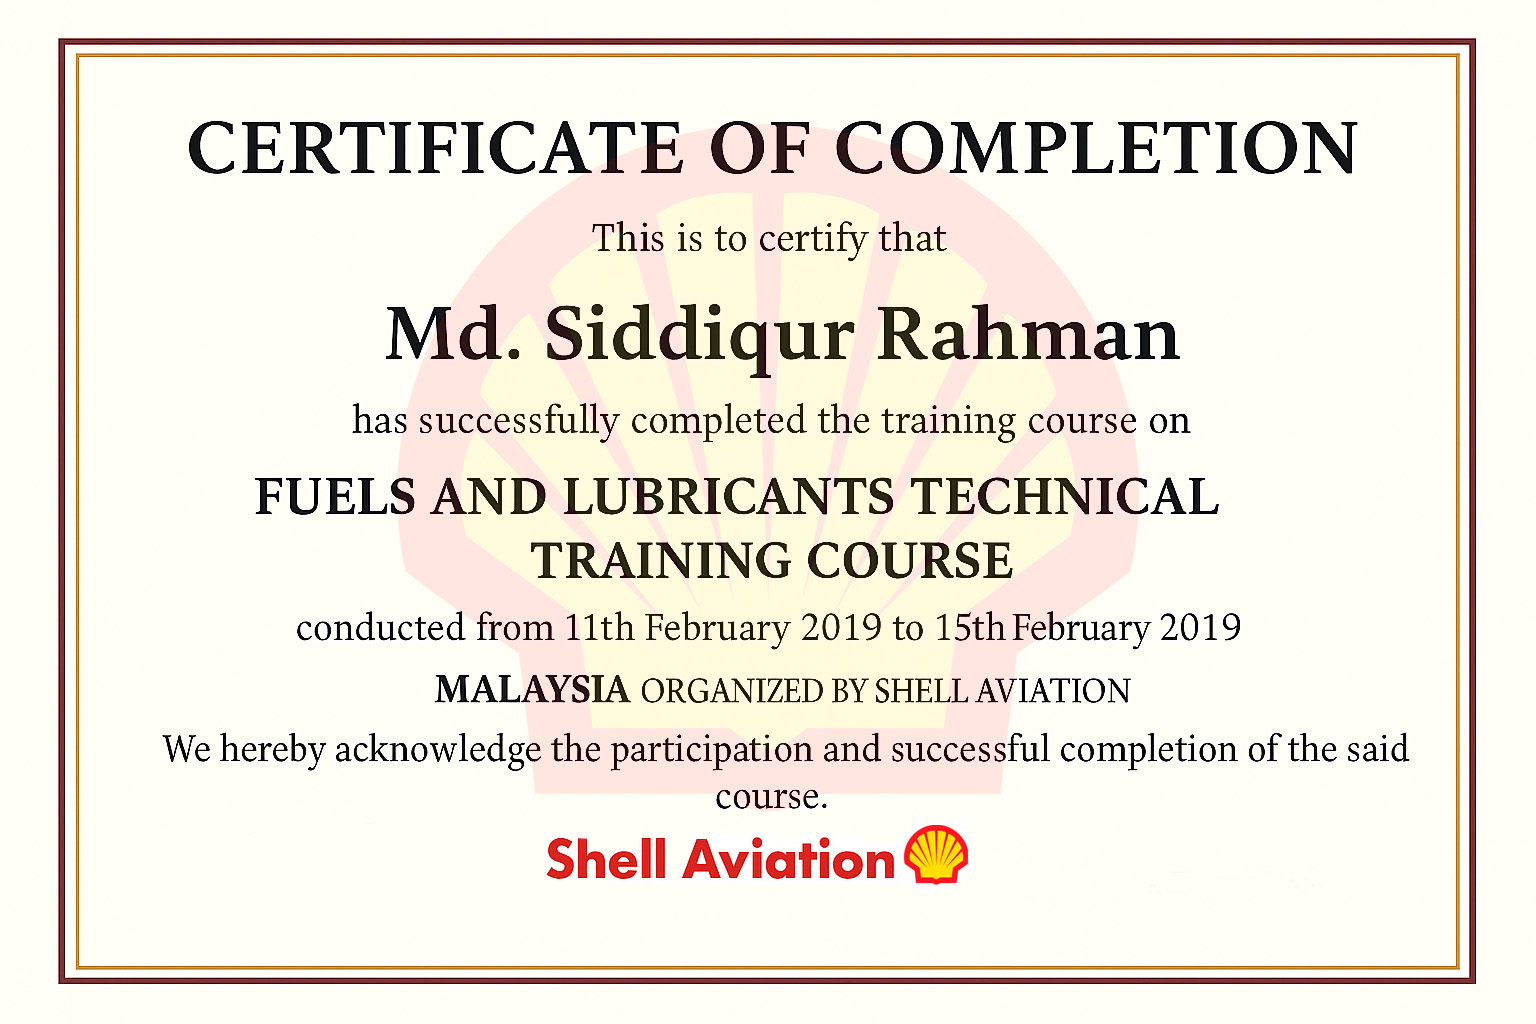 CERTIFICATE OF COMPLETION
This is to certify that
Md. Siddiqur Rahman
has successfully completed the training course on
FUELS AND LUBRICANTS TECHNICAL
TRAINING COURSE
conducted from 11th February 2019 to 15th February 2019
MALAYSIA ORGANIZED BY SHELL AVIATION
We hereby acknowledge the participation and successful completion of the said
course.
Shell Aviation